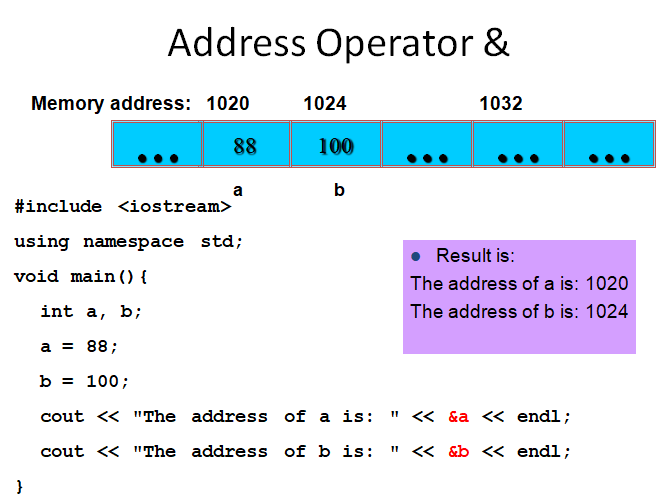 Address Operator &
Memory address: 1020 1024 1032
... 88 100 ... ... ...
a b
#include <iostream>
using namespace std;
void main(){
int a, b;
a = 88;
b = 100;
cout << "The address of a is: " << &a << endl;
cout << "The address of b is: " << &b << endl;
}
• Result is:
The address of a is: 1020
The address of b is: 1024